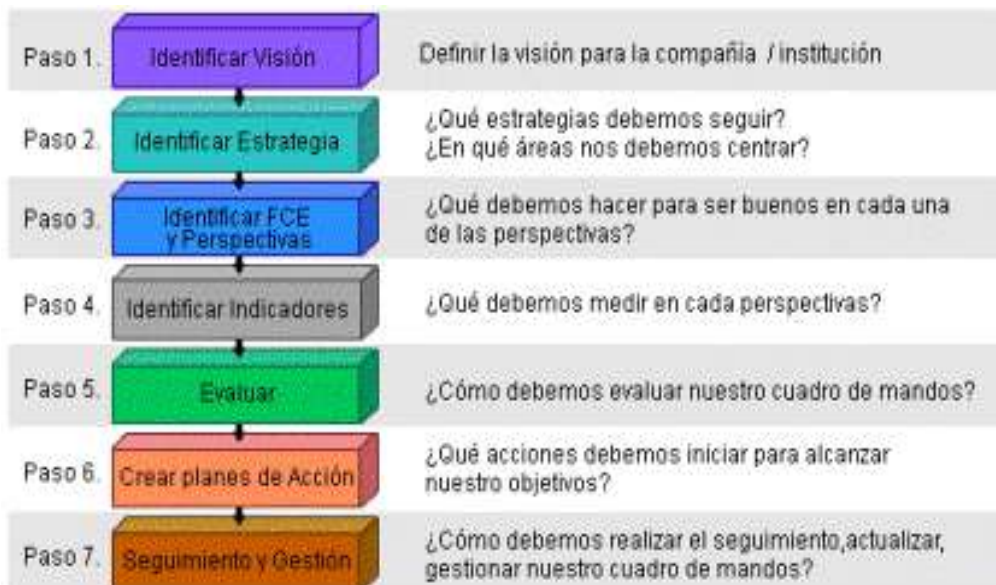 Paso 1.
Identificar Visión
Definir la visión para la compañia / institución
Paso 2.
Identificar Estrategia
¿Qué estrategias debemos seguir?
¿En qué áreas nos debemos centrar?
Paso 3.
Identificar FCE
y Perspectivas
¿Qué debemos hacer para ser buenos en cada una
de las perspectivas?
Paso 4.
Identificar Indicadores
¿Qué debemos medir en cada perspectivas?
Paso 5.
Evaluar
¿Cómo debemos evaluar nuestro cuadro de mandos?
Paso 6.
Crear planes de Acción
¿Qué acciones debemos iniciar para alcanzar
nuestro objetivos?
Paso 7.
Seguimiento y Gestión
¿Cómo debemos realizar el seguimiento,actualizar,
gestionar nuestro cuadro de mandos?